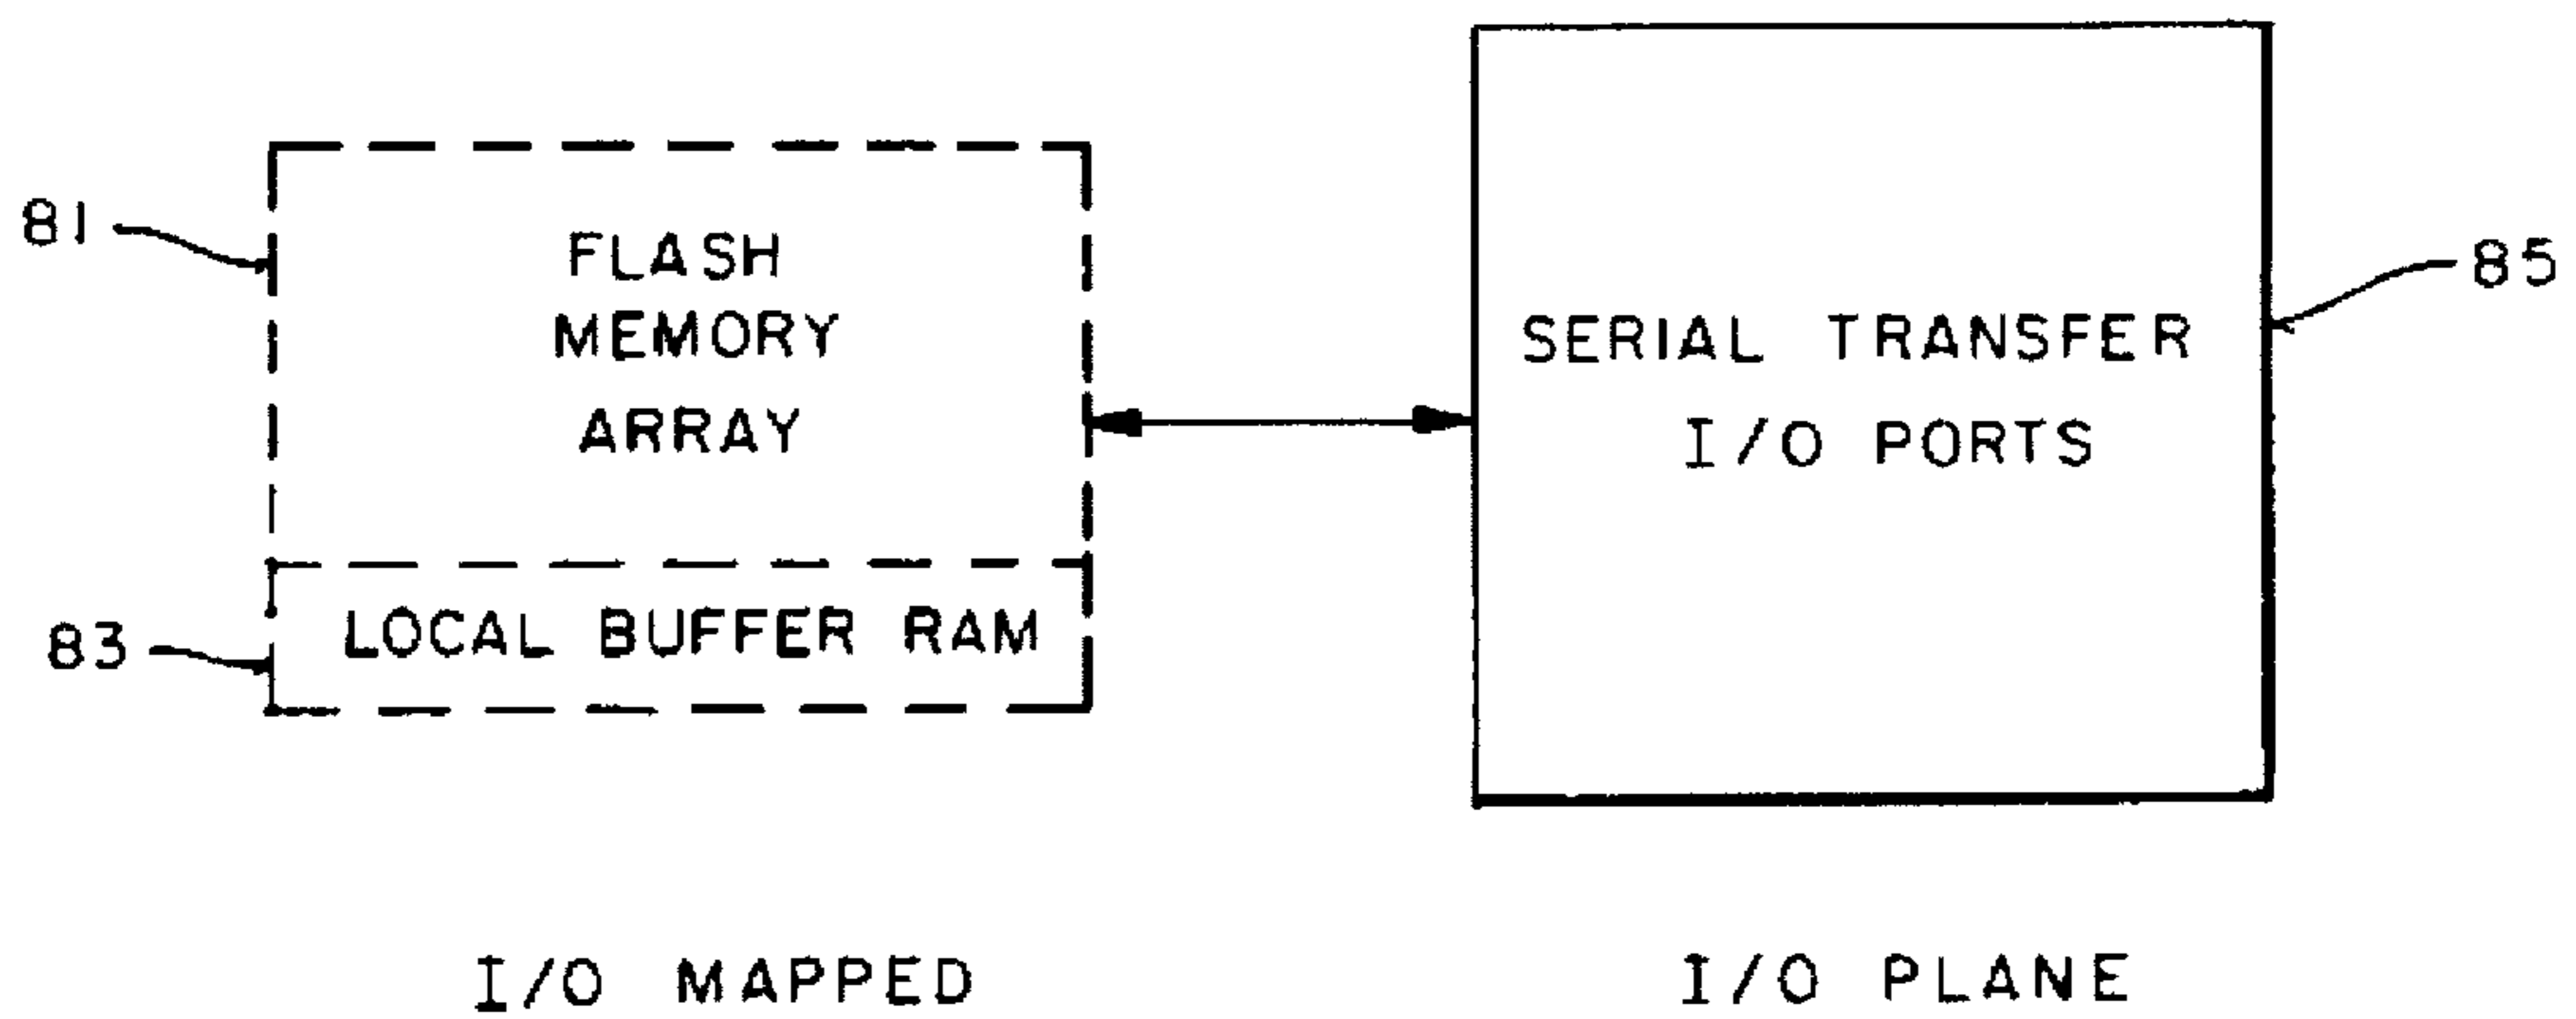 81
FLASH
MEMORY
ARRAY
83
LOCAL BUFFER RAM
SERIAL TRANSFER
I/O PORTS
85
I/O MAPPED
I/O PLANE